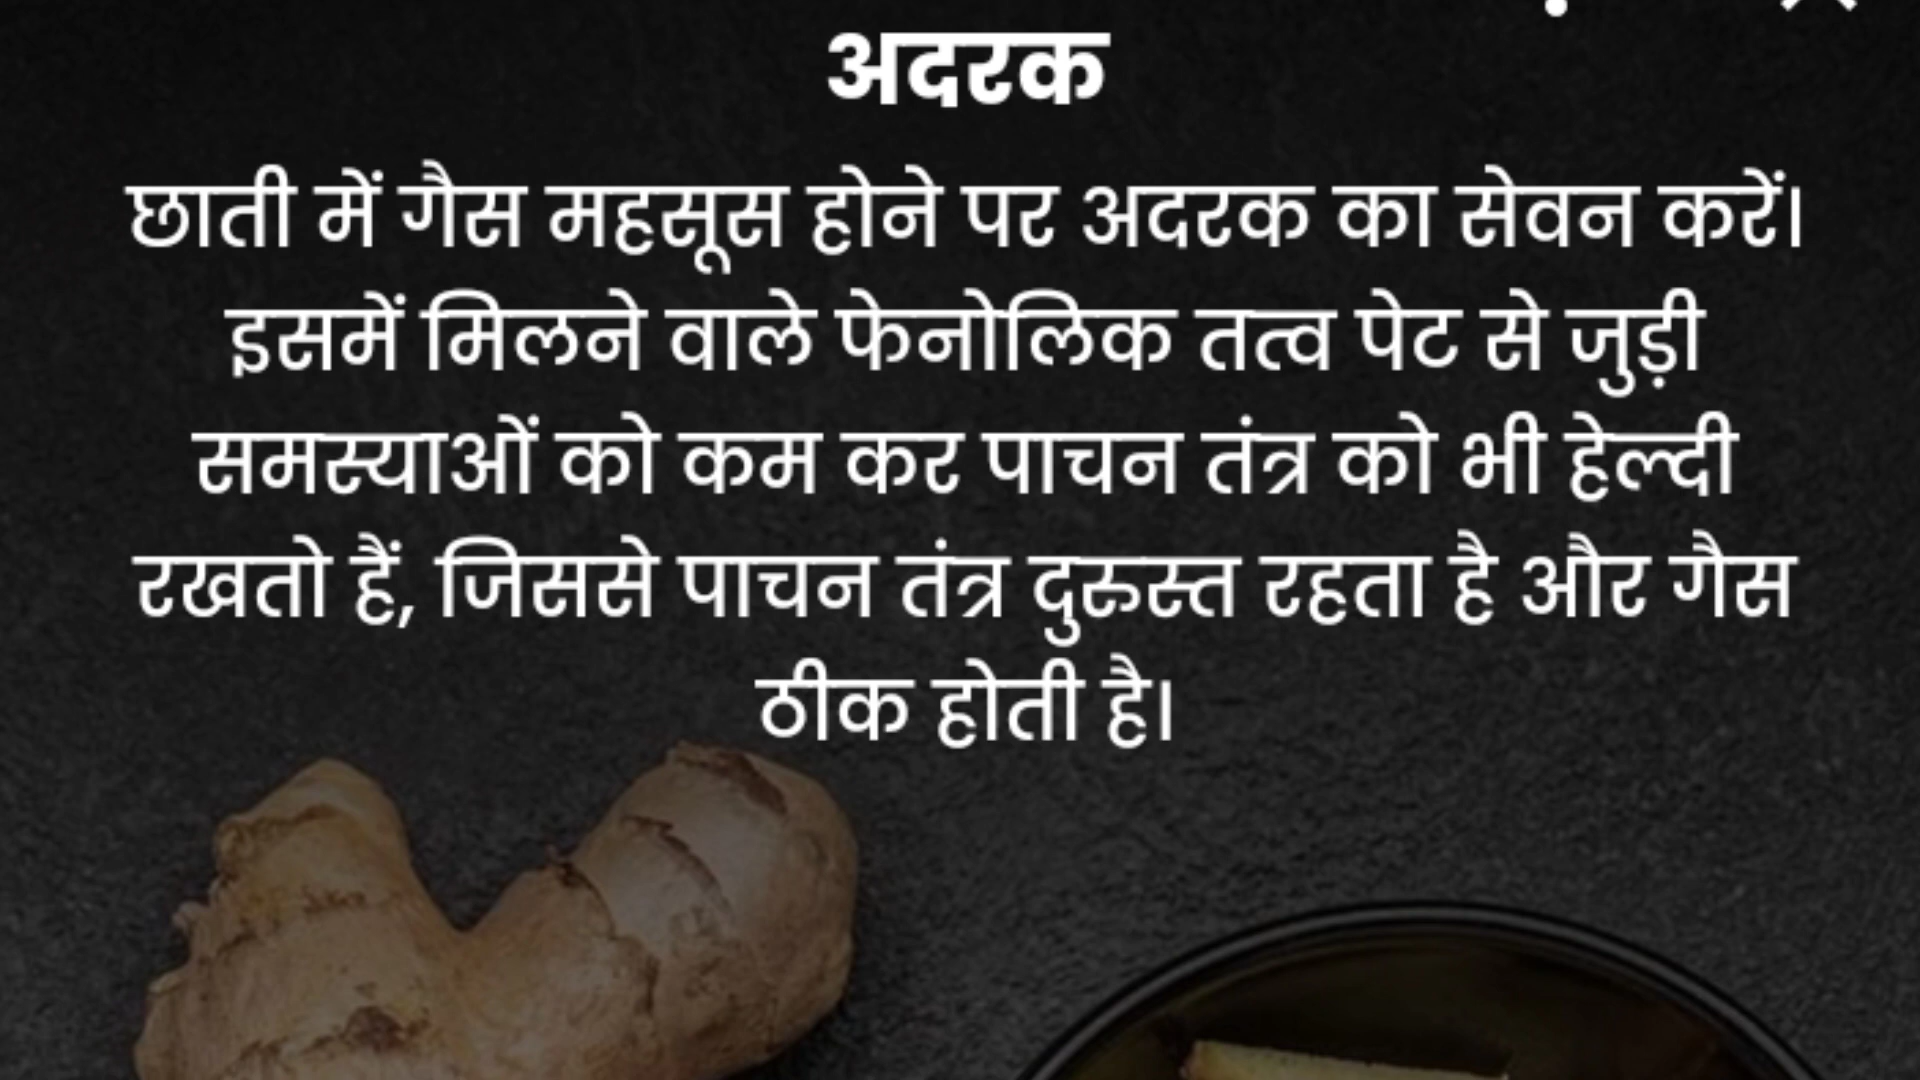 अदरक
छाती में गैस महसूस होने पर अदरक का सेवन करें।
इसमें मिलने वाले फेनोलिक तत्व पेट से जुड़ी
समस्याओं को कम कर पाचन तंत्र को भी हेल्दी
रखतो हैं, जिससे पाचन तंत्र दुरुस्त रहता है और गैस
ठीक होती है।